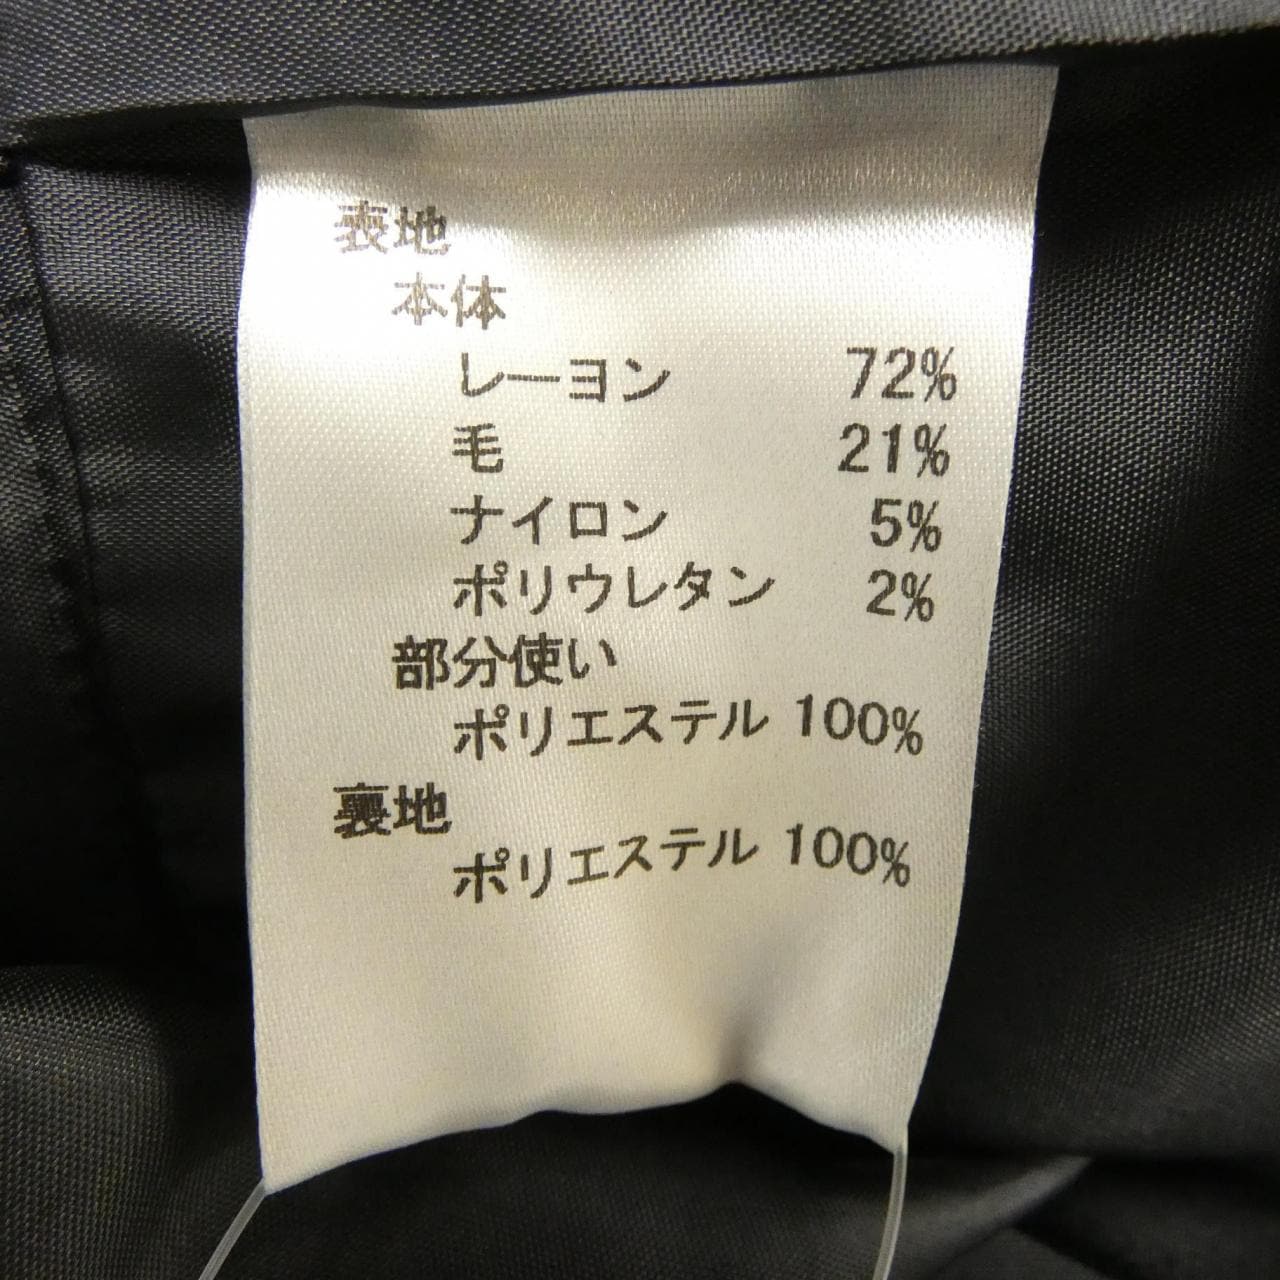 表地
本体
レーヨン 72%
毛 21%
ナイロン 5%
ポリウレタン 2%
部分使い
ポリエステル 100%
裏地
ポリエステル 100%